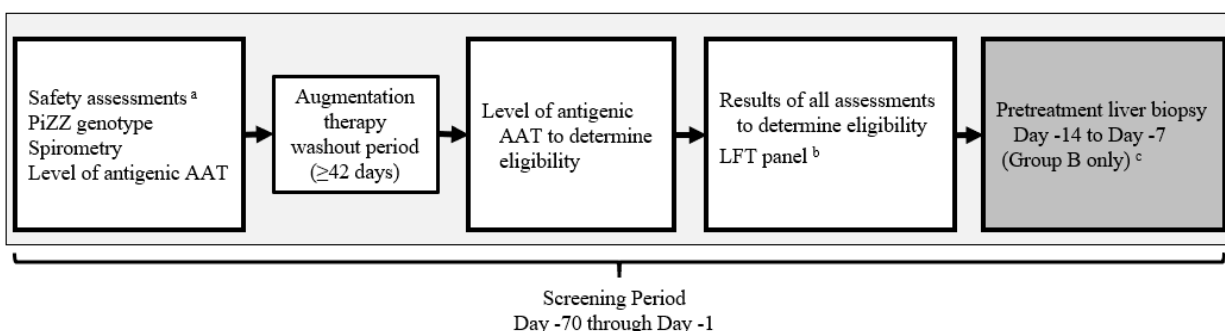 Safety assessments a
PiZZ genotype
Spirometry
Level of antigenic AAT
Augmentation
therapy
washout period
(≥42 days)
Level of antigenic
AAT to determine
eligibility
Results of all assessments
to determine eligibility
LFT panel b
Pretreatment liver biopsy
Day -14 to Day -7
(Group B only) c
Screening Period
Day -70 through Day -1